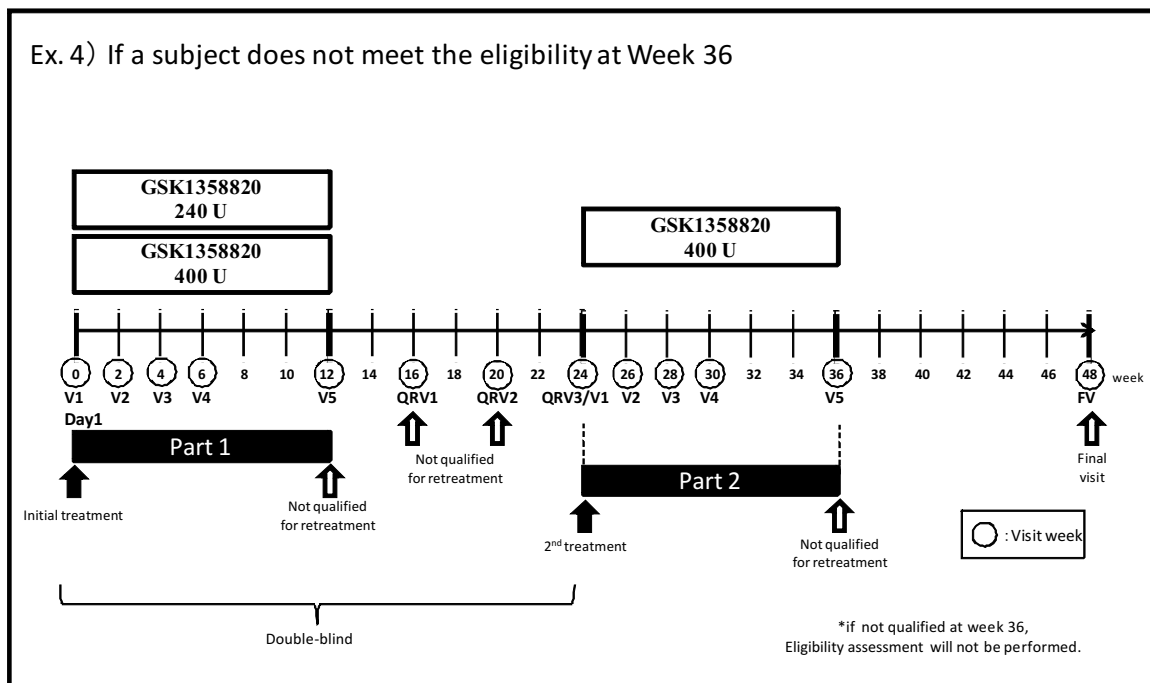 Ex. 4） If a subject does not meet the eligibility at Week 36
GSK1358820
240 U
GSK1358820
400 U
GSK1358820
400 U
0 2 4 6 8 10 12 14 16 18 20 22 24 26 28 30 32 34 36 38 40 42 44 46 48 week
V1 V2 V3 V4 V5 QRV1 QRV2 QRV3/V1 V2 V3 V4 V5 FV
Day1
Part 1
Part 2
Initial treatment
Not qualified
for retreatment
Not qualified
for retreatment
2nd treatment
Not qualified
for retreatment
Final
visit
: Visit week
Double-blind
*if not qualified at week 36,
Eligibility assessment will not be performed.